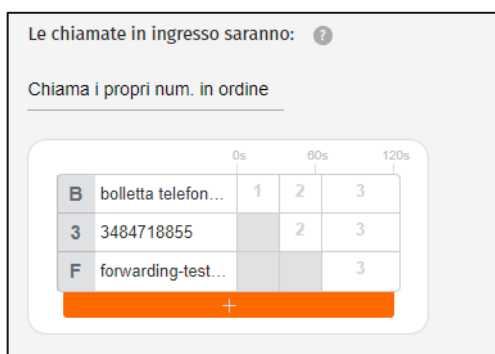 Le chiamate in ingresso saranno: ?
Chiama i propri num. in ordine
0s 60s 120s
B bolletta telefon... 1 2 3
3 3484718855 2 3
F forwarding-test... 3
+